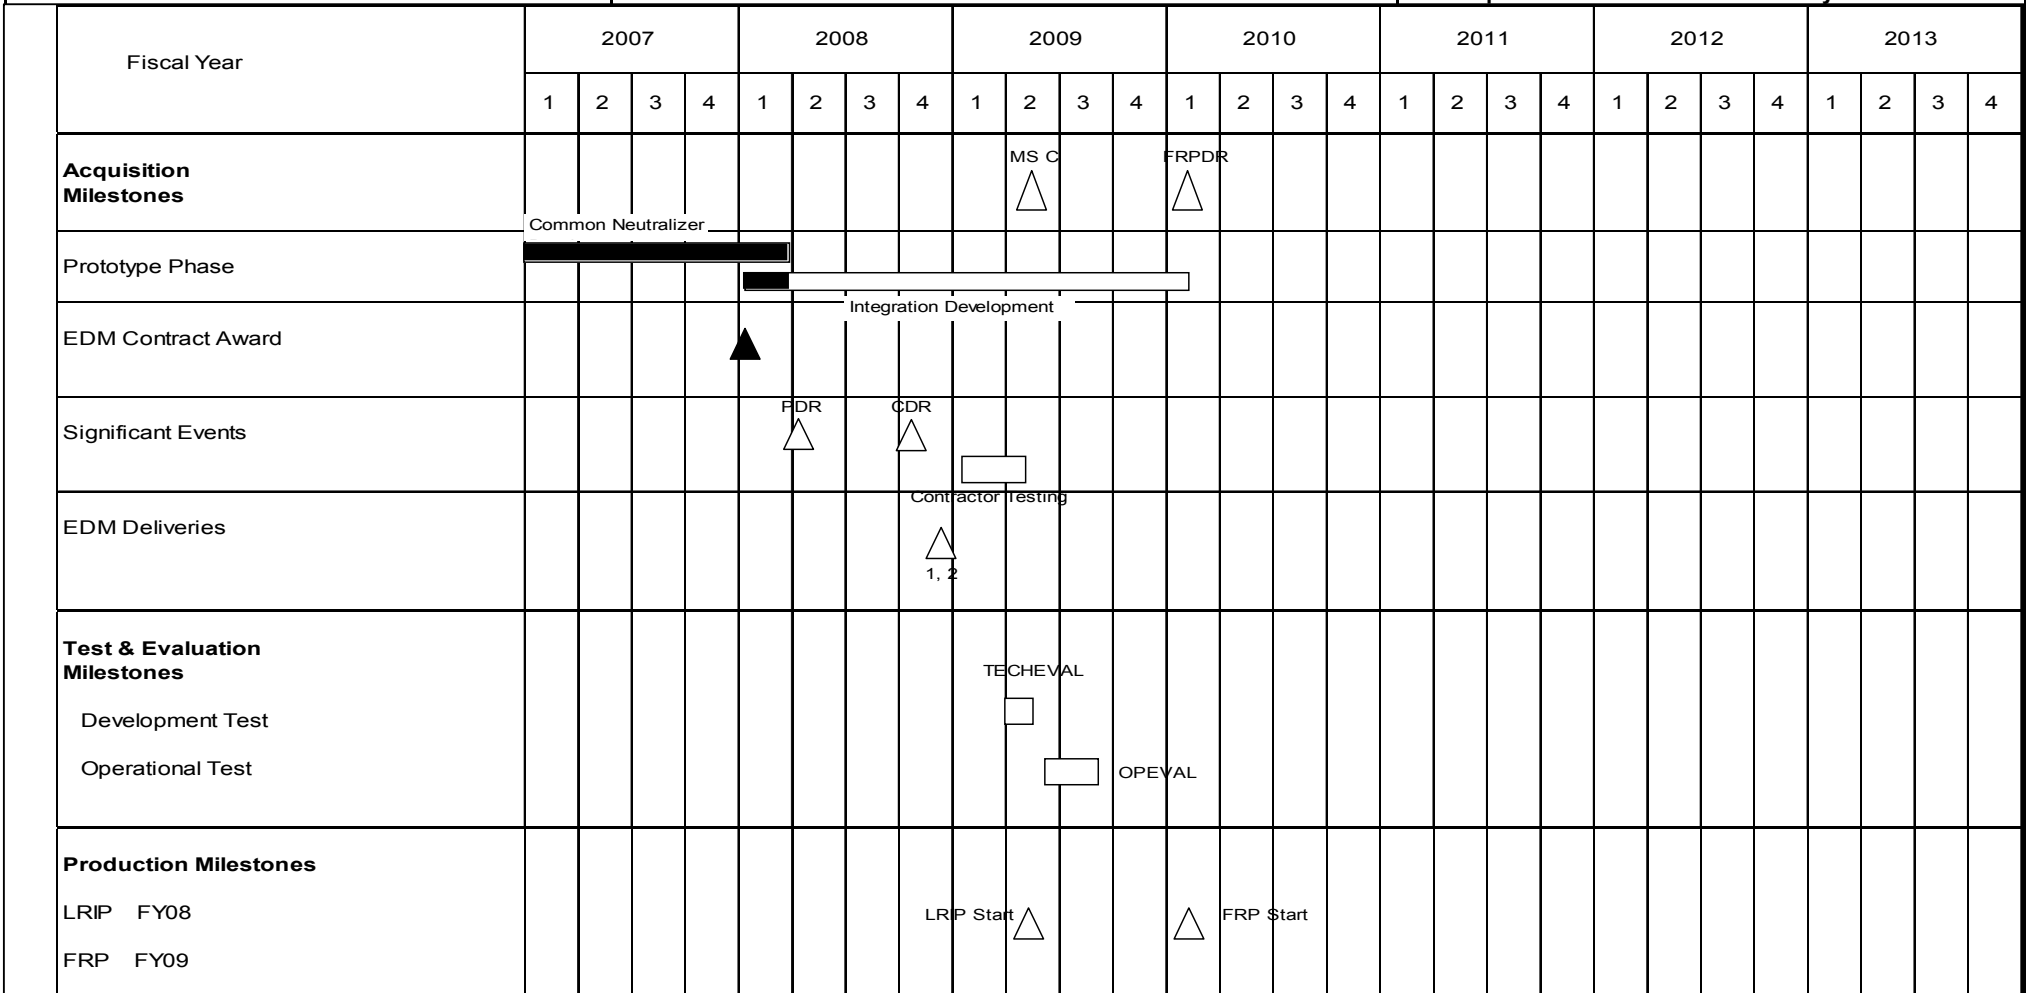 2007 2008 2009 2010 2011 2012 2013
Fiscal Year
1 2 3 4 1 2 3 4 1 2 3 4 1 2 3 4 1 2 3 4 1 2 3 4 1 2 3 4
MS C FRPDR
Acquisition
Milestones
Common Neutralizer
Prototype Phase
Integration Development
EDM Contract Award
PDR CDR
Significant Events
Contractor Testing
EDM Deliveries
1, 2
Test & Evaluation
Milestones
TECHEVAL
Development Test
Operational Test
OPEVAL
Production Milestones
LRIP FY08
LRIP Start FRP Start
FRP FY09